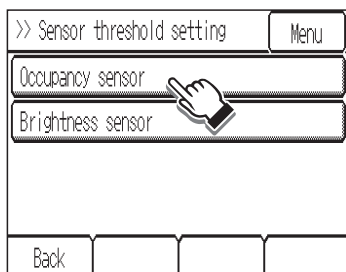 >> Sensor threshold setting
Menu
Occupancy sensor
Brightness sensor
Back